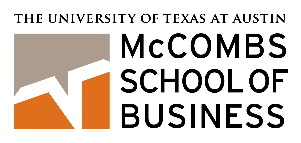 THE UNIVERSITY OF TEXAS AT AUSTIN
McCOMBS
SCHOOL OF
BUSINESS